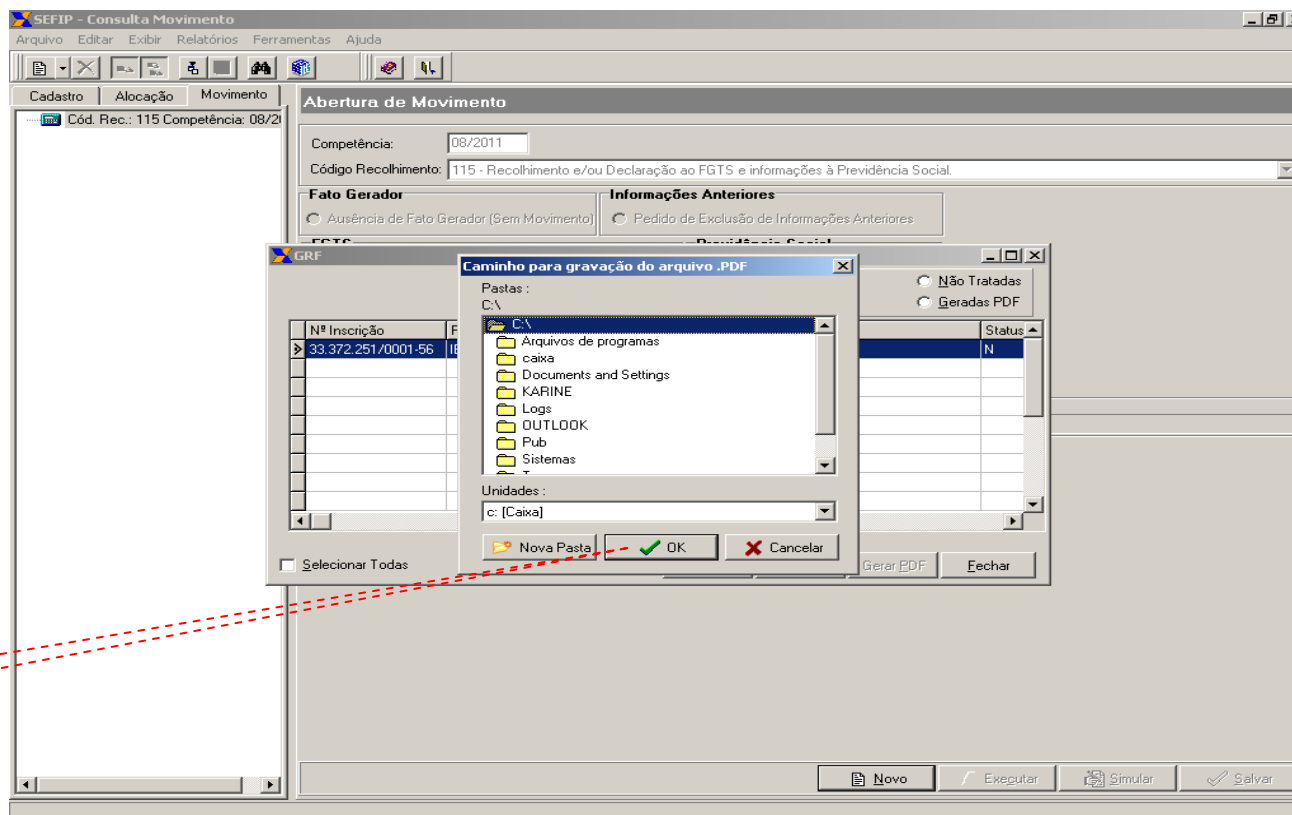 SEFIP - Consulta Movimento
Arquivo Editar Exibir Relatórios Ferramentas Ajuda
Cadastro Alocação Movimento
Cód. Rec.: 115 Competência: 08/20
Abertura de Movimento
Competência: 08/2011
Código Recolhimento: 115 - Recolhimento e/ou Declaração ao FGTS e informações à Previdência Social.
Fato Gerador Informações Anteriores
Ausência de Fato Gerador (Sem Movimento) Pedido de Exclusão de Informações Anteriores
FGTS Previdência Social
GRF
Caminho para gravação do arquivo .PDF
Não Tratadas
Geradas PDF
Pastas :
C:\
C:\
Arquivos de programas
caixa
Documents and Settings
KARINE
Logs
OUTLOOK
Pub
Sistemas
Nº Inscrição Status
33.372.251/0001-56 N
Unidades :
c: [Caixa]
Nova Pasta OK Cancelar
Selecionar Todas Gerar PDF Fechar
Novo Executar Simular Salvar